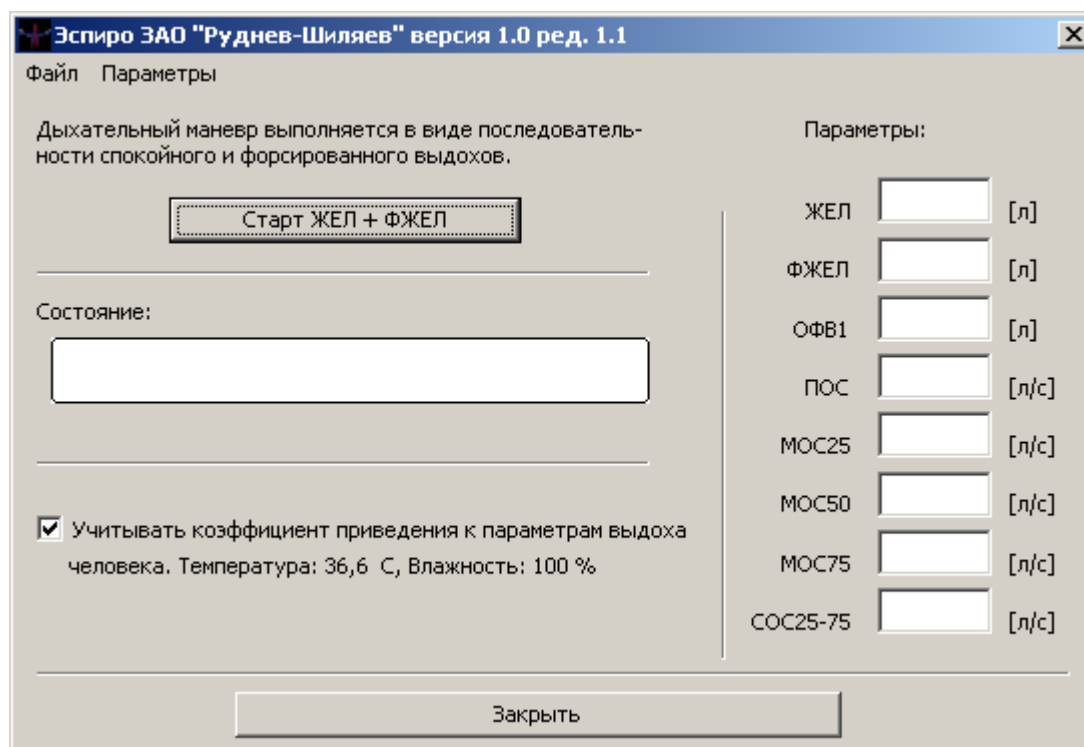 Эспиро ЗАО "Руднев-Шиляев" версия 1.0 ред. 1.1
Файл Параметры
Дыхательный маневр выполняется в виде последователь-
ности спокойного и форсированного выдохов.
Старт ЖЕЛ + ФЖЕЛ
Состояние:
Учитывать коэффициент приведения к параметрам выдоха
человека. Температура: 36,6 С, Влажность: 100 %
Параметры:
ЖЕЛ [л]
ФЖЕЛ [л]
ОФВ1 [л]
ПОС [л/с]
МОС25 [л/с]
МОС50 [л/с]
МОС75 [л/с]
СОС25-75 [л/с]
Закрыть